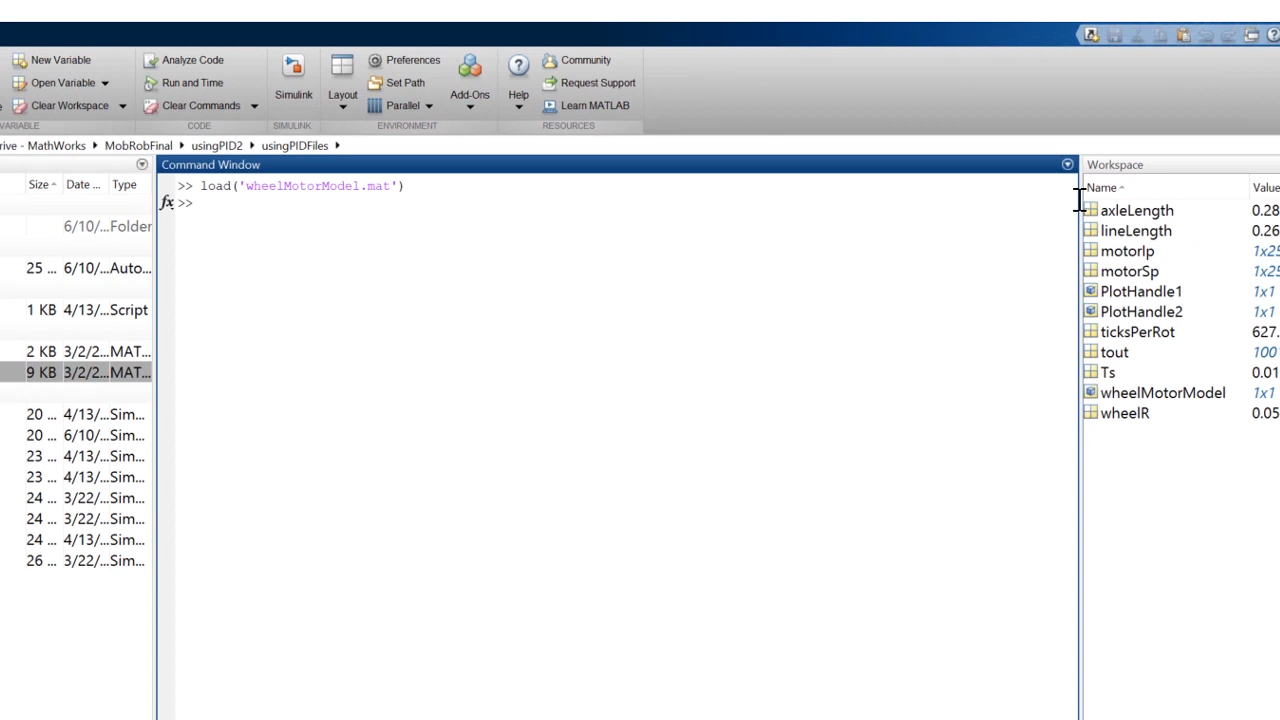 New Variable
Open Variable
Clear Workspace
VARIABLE
Analyze Code
Run and Time
Clear Commands
CODE
Simulink
SIMULINK
Layout
Preferences
Set Path
Parallel
Add-Ons
ENVIRONMENT
Help
Community
Request Support
Learn MATLAB
RESOURCES
rive - MathWorks MobRobFinal usingPID2 usingPIDFiles
Size Date ... Type
6/10/...Folder
25 ... 6/10/...Auto...
1 KB 4/13/...Script
2 KB 3/2/2...MAT...
9 KB 3/2/2...MAT...
20 ... 4/13/...Sim...
20 ... 6/10/...Sim...
23 ... 4/13/...Sim...
23 ... 4/13/...Sim...
24 ... 3/22/...Sim...
24 ... 3/22/...Sim...
24 ... 4/13/...Sim...
26 ... 3/22/...Sim...
Command Window
>> load('wheelMotorModel.mat')
fx >>
Workspace
Name Value
axleLength 0.28
lineLength 0.26
motorIp 1x25
motorSp 1x25
PlotHandle1 1x1
PlotHandle2 1x1
ticksPerRot 627.
tout 100
Ts 0.01
wheelMotorModel 1x1
wheelR 0.05